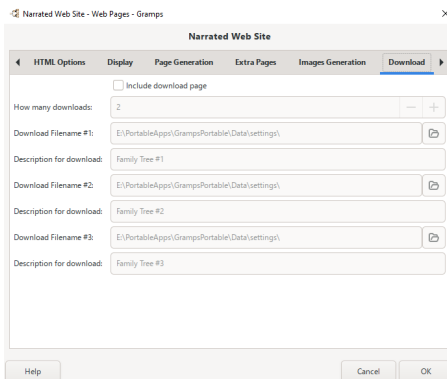 Narrated Web Site - Web Pages - Gramps
Narrated Web Site
HTML Options Display Page Generation Extra Pages Images Generation Download
Include download page
How many downloads: 2
Download Filename #1: E:\PortableApps\GrampsPortable\Data\settings\
Description for download: Family Tree #1
Download Filename #2: E:\PortableApps\GrampsPortable\Data\settings\
Description for download: Family Tree #2
Download Filename #3: E:\PortableApps\GrampsPortable\Data\settings\
Description for download: Family Tree #3
Help Cancel OK